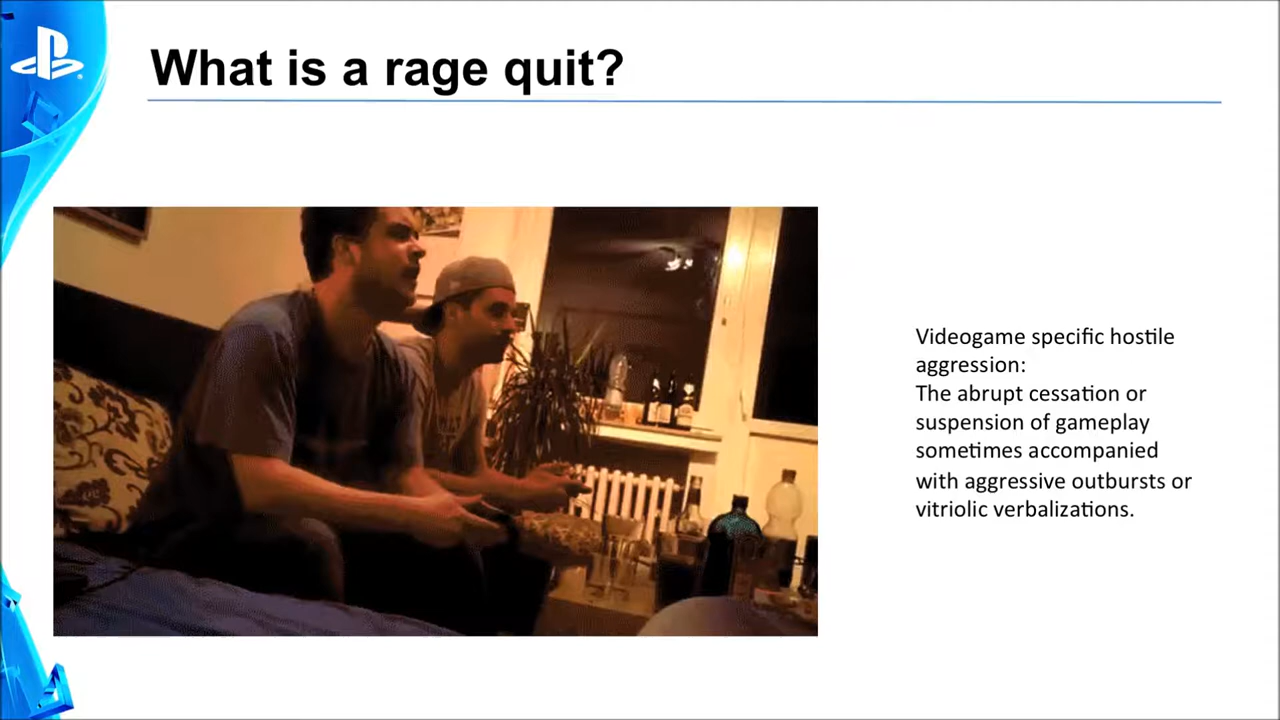 What is a rage quit?
Videogame specific hostile
aggression:
The abrupt cessation or
suspension of gameplay
sometimes accompanied
with aggressive outbursts or
vitriolic verbalizations.